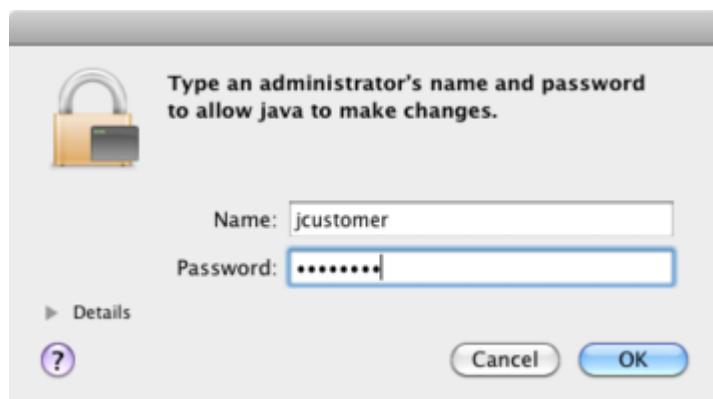 Type an administrator's name and password
to allow java to make changes.
Name: jcustomer
Password: ••••••••
Details
?
Cancel OK